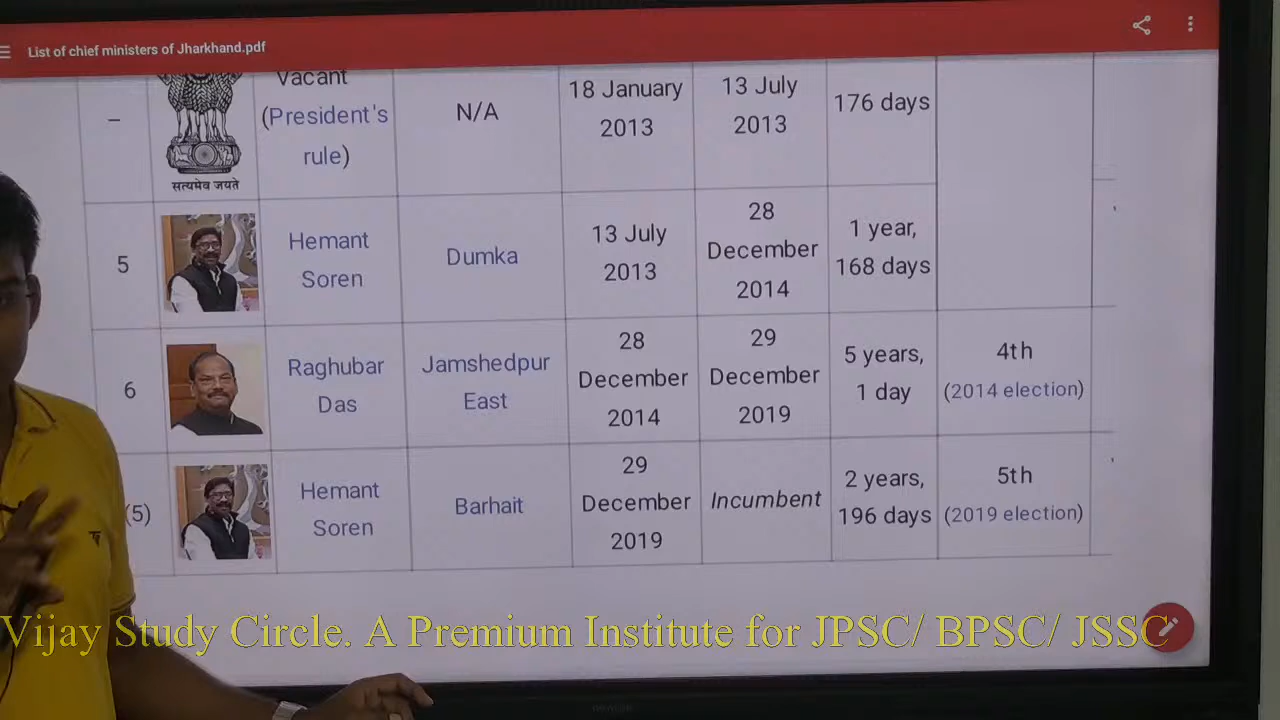 List of chief ministers of Jharkhand.pdf
–
सत्यमेव जयते
Vacant
(President's
rule)
N/A
18 January
2013
13 July
2013
176 days
5
Hemant
Soren
Dumka
13 July
2013
28
December
2014
1 year,
168 days
6
Raghubar
Das
Jamshedpur
East
28
December
2014
29
December
2019
5 years,
1 day
4th
(2014 election)
(5)
Hemant
Soren
Barhait
29
December
2019
Incumbent
2 years,
196 days
5th
(2019 election)
Vijay Study Circle. A Premium Institute for JPSC/ BPSC/ JSSC